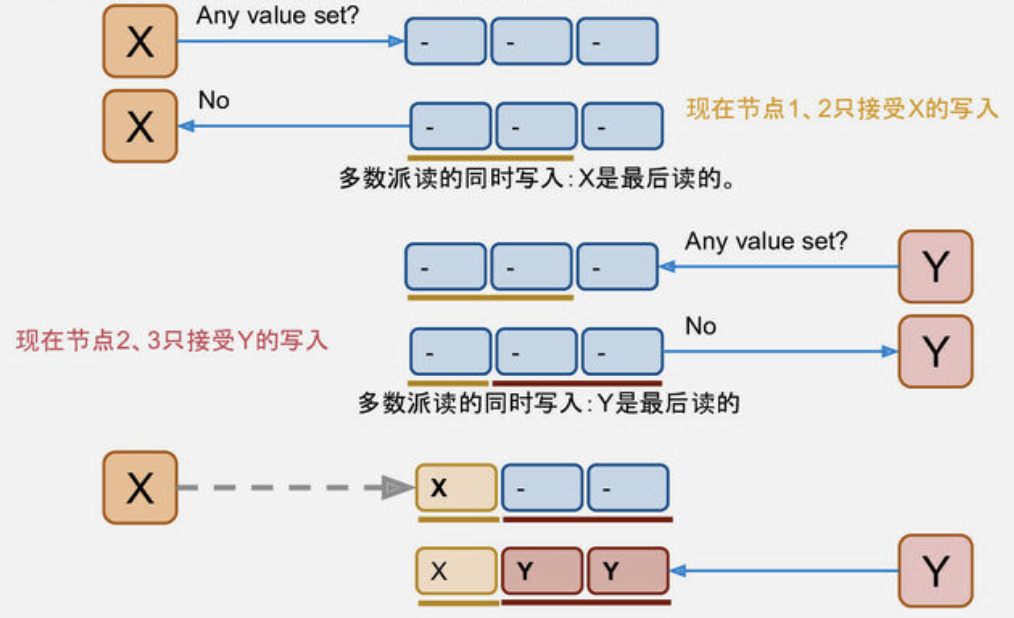 X
Any value set?
- - -
X
No
- - -
现在节点1、2只接受X的写入
多数派读的同时写入:X是最后读的。
- - -
Any value set?
Y
现在节点2、3只接受Y的写入
- - -
No
Y
多数派读的同时写入:Y是最后读的
X
X - -
X Y Y
Y